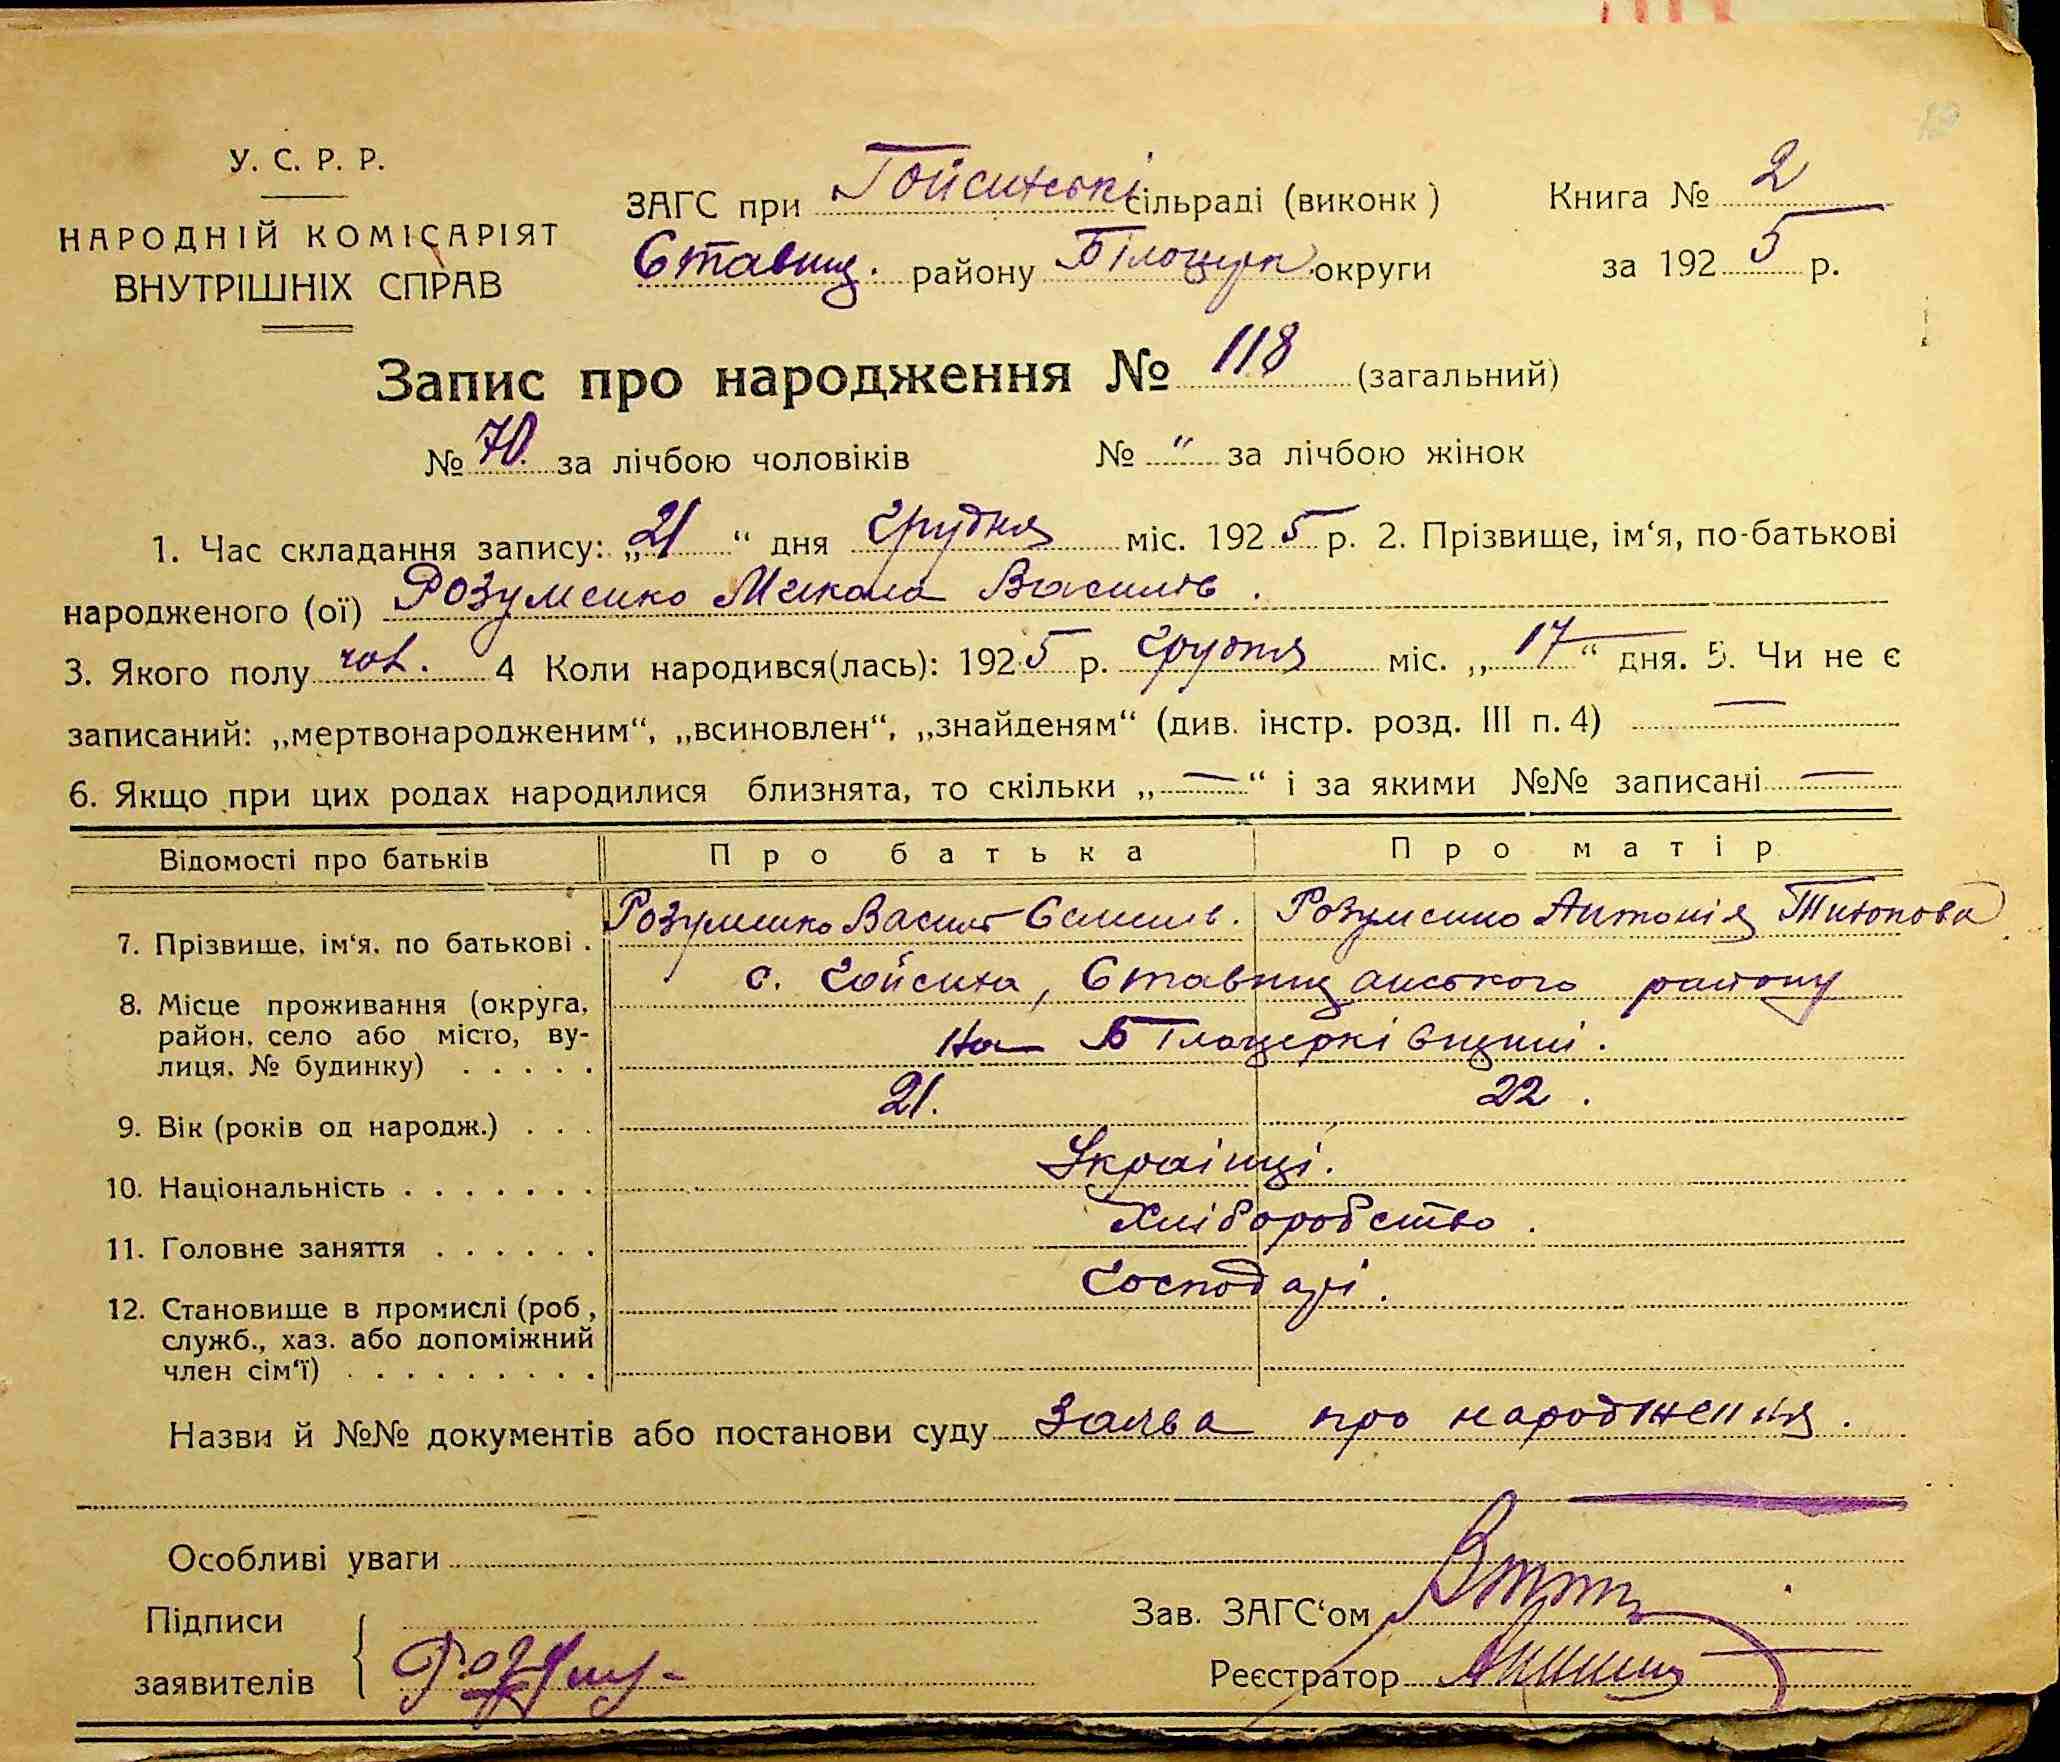 У. С. Р. Р.
НАРОДНІЙ КОМІСАРІЯТ
ВНУТРІШНІХ СПРАВ
ЗАГС при Гойсинські сільраді (виконк)
Ставищ. району Білоцерк. округи
Книга № 2
за 1925 р.
Запис про народження № 118 (загальний)
№ 70. за лічбою чоловіків № " за лічбою жінок
1. Час складання запису: „21“ дня Грудня міс. 1925 р. 2. Прізвище, ім‘я, по-батькові
народженого (ої) Розуменко Микола Васильів.
3. Якого полу чол. 4 Коли народився(лась): 1925 р. Грудня міс. „17“ дня. 5. Чи не є
записаний: „мертвонародженим“, „всиновлен“, „знайденям“ (див. інстр. розд. III п. 4) —
6. Якщо при цих родах народилися близнята, то скільки „—“ і за якими №№ записані —
Відомості про батьків Про батька Про матір
7. Прізвище, ім‘я, по батькові . Розуменко Василь Розуменко Антонія
8. Місце проживання (округа, район, село або місто, вулиця, № будинку) . . . . . с. Гойсина, Ставищанського району
на Білоцерківщині.
9. Вік (років од народж.) . . . 21. 22.
10. Національність . . . . . . . Українці.
11. Головне заняття . . . . . . Хліборобство.
12. Становище в промислі (роб., служб., хаз. або допоміжний член сім‘ї) . . . . . . . . . Господарі.
Назви й №№ документів або постанови суду Заява про народження.
Особливі уваги
Підписи
заявителів Розум
Зав. ЗАГС‘ом
Реєстратор